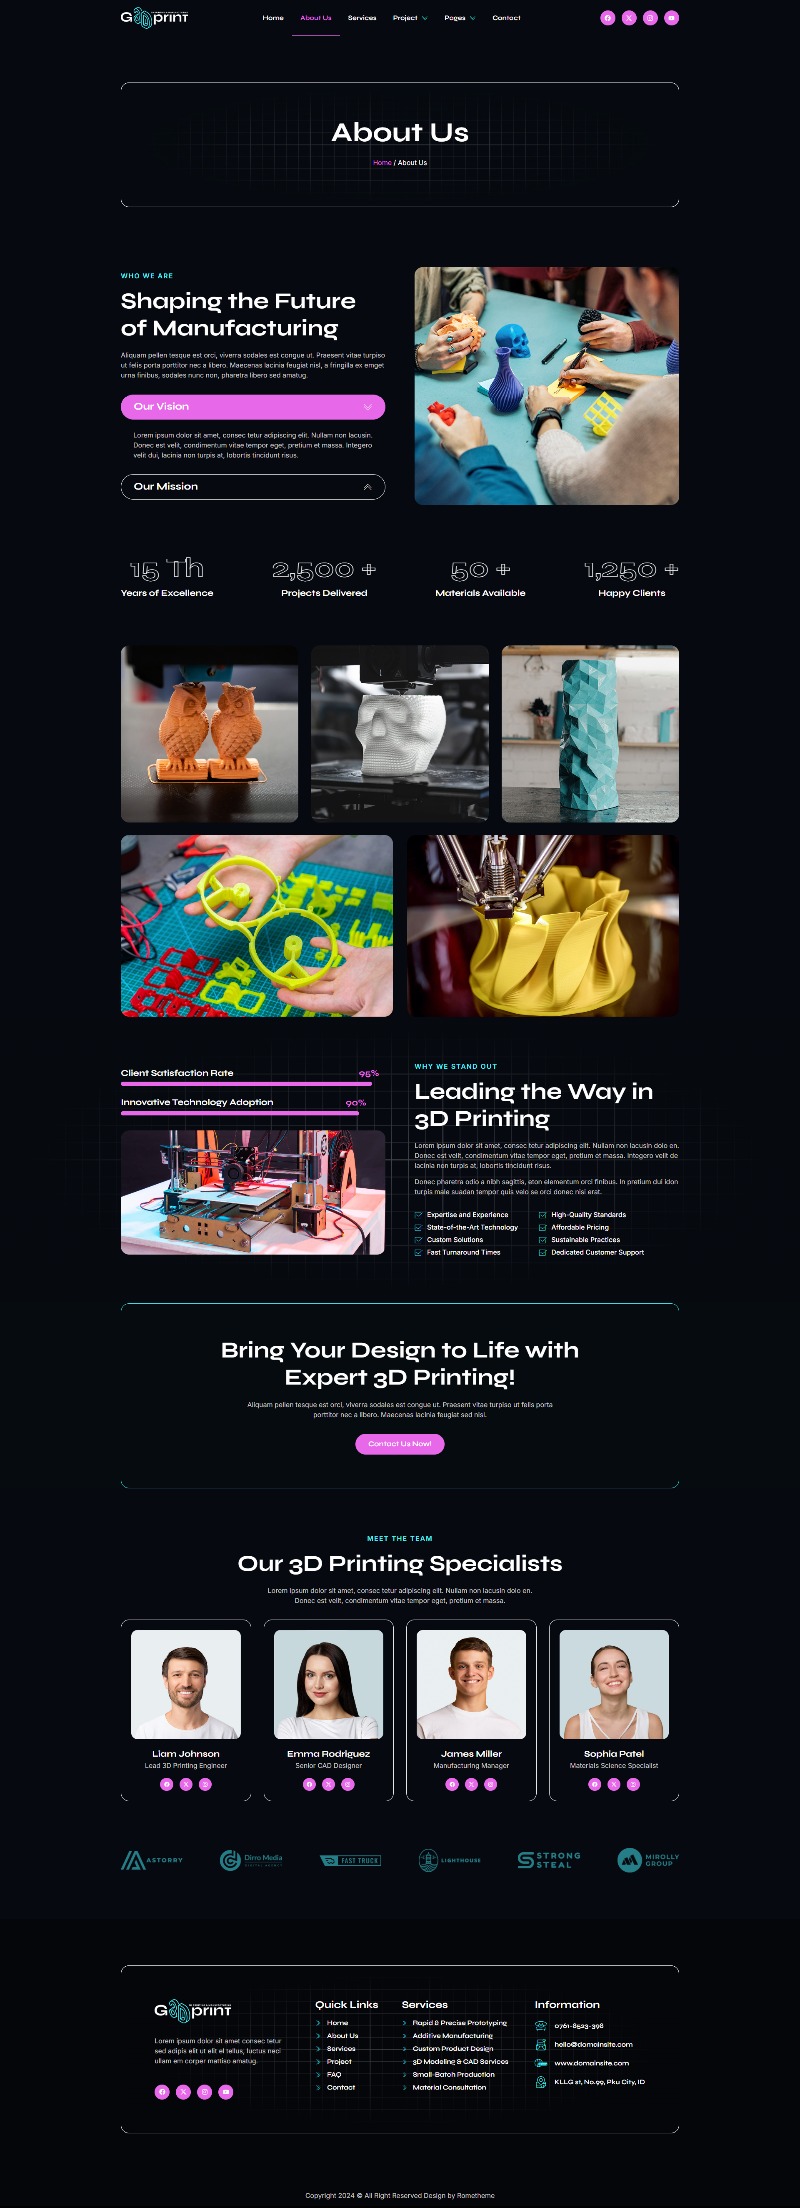 Home About Us Services Project Pages Contact
About Us
Home / About Us
WHO WE ARE
Shaping the Future
of Manufacturing
Aliquam pellen tesque est orci, viverra sodales est congue ut. Praesent vitae turpiso
ut felis porta porttitor nec a libero. Maecenas lacinia feugiat nisl, a fringilla ex emget
urna finibus, sodales nunc non, pharetra libero sed amatug.
Our Vision
Lorem ipsum dolor sit amet, consec tetur adipiscing elit. Nullam non lacusin.
Donec est velit, condimentum vitae tempor eget, pretium et massa. Integero
velit dui, lacinia non turpis at, lobortis tincidunt risus.
Our Mission
15 Th
Years of Excellence
2,500 +
Projects Delivered
50 +
Materials Available
1,250 +
Happy Clients
Client Satisfaction Rate 95%
Innovative Technology Adoption 90%
WHY WE STAND OUT
Leading the Way in
3D Printing
Lorem ipsum dolor sit amet, consec tetur adipiscing elit. Nullam non lacusin dolo en.
Donec est velit, condimentum vitae tempor eget, pretium et massa. Integero velit de
lacinia non turpis at, lobortis tincidunt risus.
Donec pharetra odio a nibh sagittis, eton elementum orci finibus. In pretium dui idon
turpis male suadan tempor quis velo se orci donec nisi erat.
Expertise and Experience
State-of-the-Art Technology
Custom Solutions
Fast Turnaround Times
High-Quality Standards
Affordable Pricing
Sustainable Practices
Dedicated Customer Support
Bring Your Design to Life with
Expert 3D Printing!
Aliquam pellen tesque est orci, viverra sodales est congue ut. Praesent vitae turpiso ut felis porta
porttitor nec a libero. Maecenas lacinia feugiat sed nisl.
Contact Us Now!
MEET THE TEAM
Our 3D Printing Specialists
Lorem ipsum dolor sit amet, consec tetur adipiscing elit. Nullam non lacusin dolo en.
Donec est velit, condimentum vitae tempor eget, pretium et massa.
Liam Johnson
Lead 3D Printing Engineer
Emma Rodriguez
Senior CAD Designer
James Miller
Manufacturing Manager
Sophia Patel
Materials Science Specialist
ASTORRY
Dirro Media
FAST TRUCK
LIGHTHOUSE
STRONG
STEAL
MIROLLY
GROUP
Lorem ipsum dolor sit amet, consec tetur
sed adipis elit ut elit el tellus, luctus necl
ullam em corper mattiso amatug.
Quick Links
Home
About Us
Services
Project
FAQ
Contact
Services
Rapid & Precise Prototyping
Additive Manufacturing
Custom Product Design
3D Modeling & CAD Services
Small-Batch Production
Material Consultation
Information
0761-8523-398
hello@domainsite.com
www.domainsite.com
KLLG st, No.99, Pku City, ID
Copyright 2024 © All Right Reserved Design by Rometheme